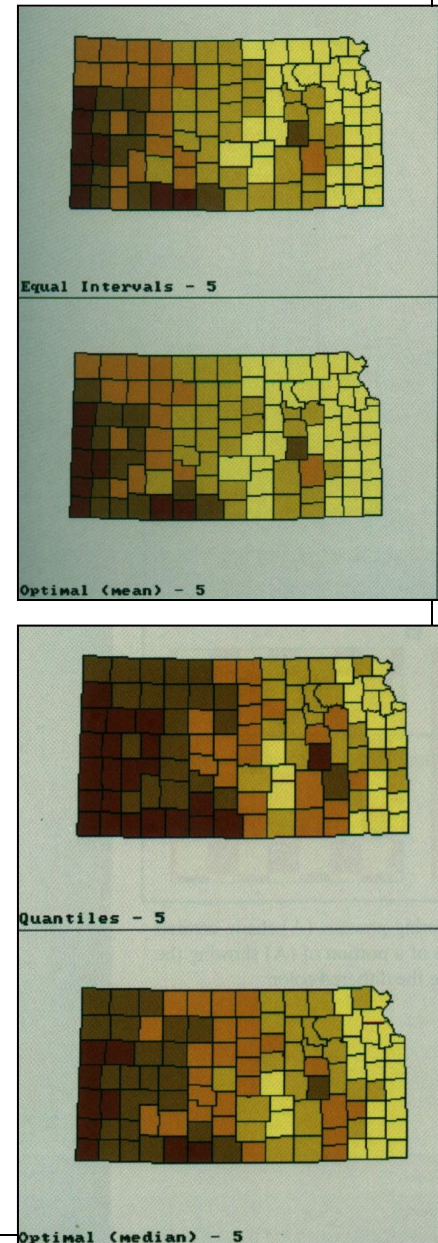 Equal Intervals - 5
Optimal (mean) - 5
Quantiles - 5
Optimal (median) - 5